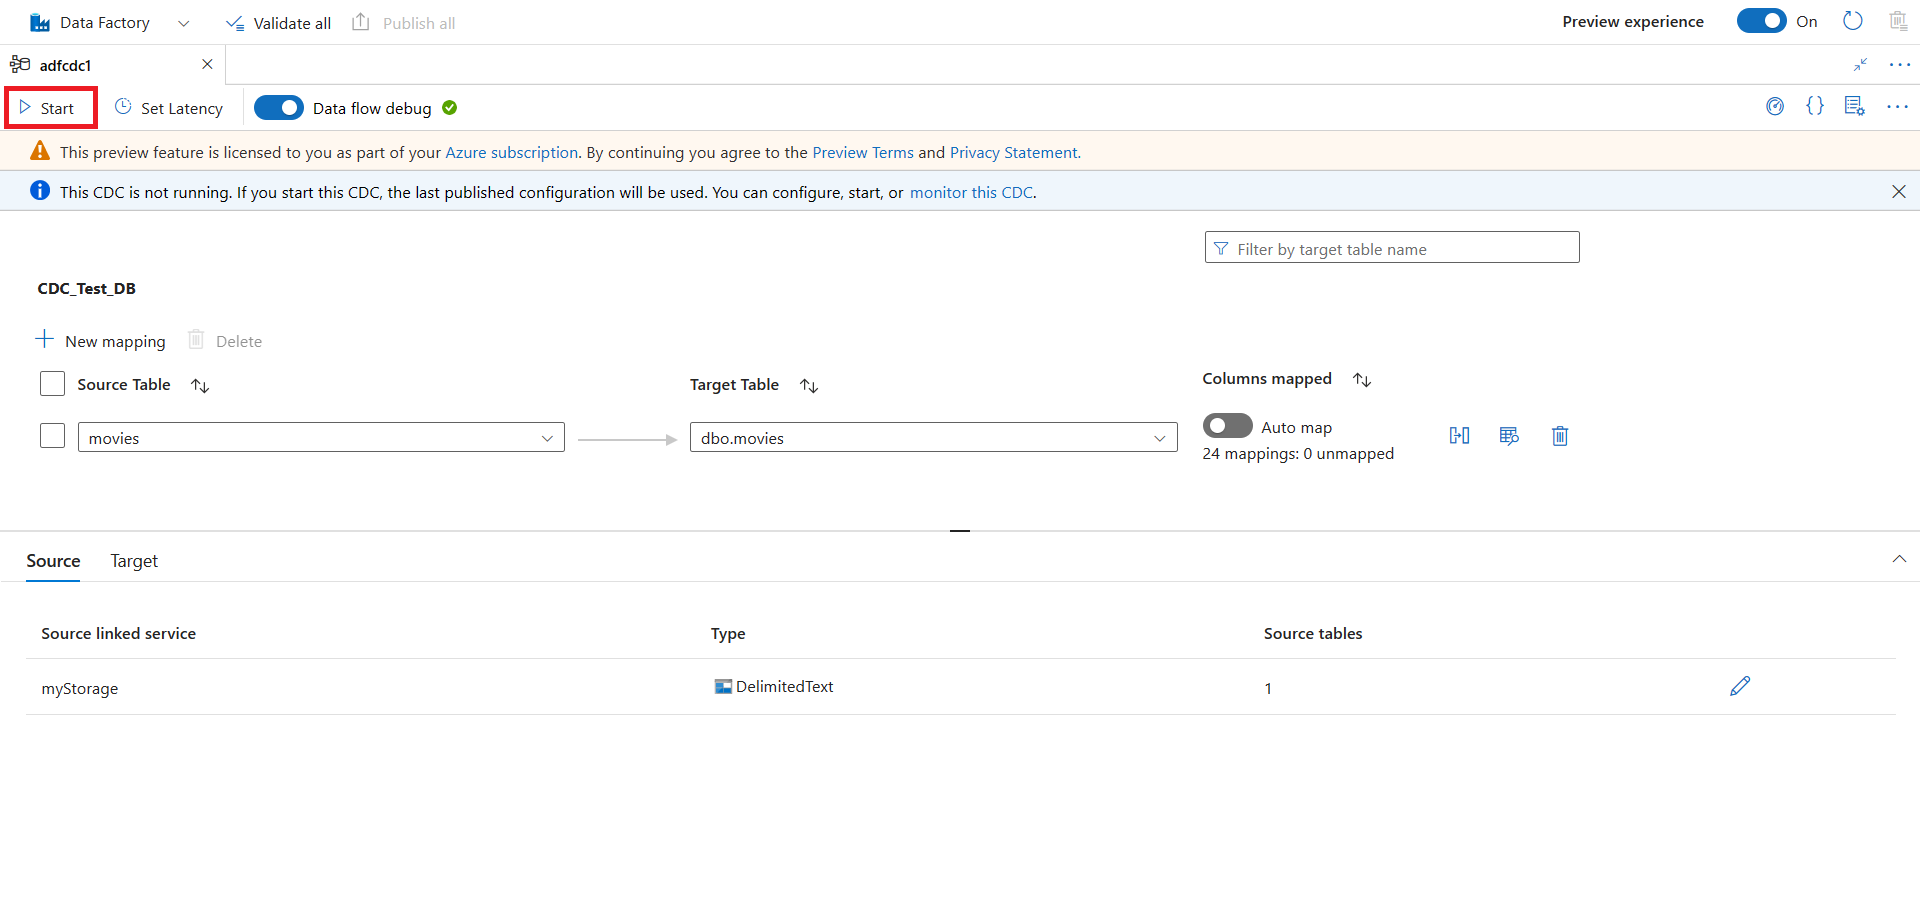 Data Factory Validate all Publish all Preview experience On
adfcdc1
Start Set Latency Data flow debug
This preview feature is licensed to you as part of your Azure subscription. By continuing you agree to the Preview Terms and Privacy Statement.
This CDC is not running. If you start this CDC, the last published configuration will be used. You can configure, start, or monitor this CDC.
Filter by target table name
CDC_Test_DB
New mapping Delete
Source Table Target Table Columns mapped
movies dbo.movies Auto map
24 mappings: 0 unmapped
Source Target
Source linked service Type Source tables
myStorage DelimitedText 1